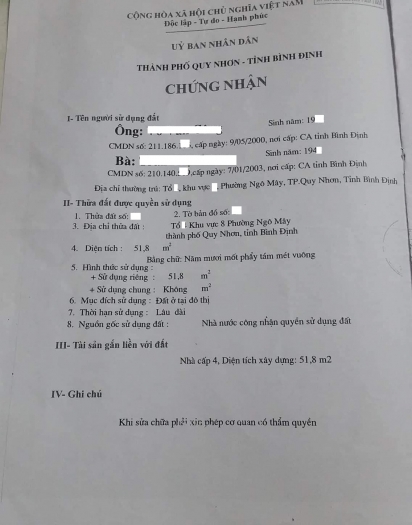 CỘNG HÒA XÃ HỘI CHỦ NGHĨA VIỆT NAM
Độc lập - Tự do - Hạnh phúc
UỶ BAN NHÂN DÂN
THÀNH PHỐ QUY NHƠN - TỈNH BÌNH ĐỊNH
CHỨNG NHẬN
I- Tên người sử dụng đất
Sinh năm: 19
Ông:
CMDN số: 211.186. , cấp ngày: 9/05/2000, nơi cấp: CA tỉnh Bình Định
Sinh năm: 194
Bà:
CMDN số: 210.140. ,cấp ngày: 7/01/2003, nơi cấp: CA tỉnh Bình Định
Địa chỉ thường trú: Tổ , khu vực , Phường Ngô Mây, TP.Quy Nhơn, Tỉnh Bình Định
II- Thửa đất được quyền sử dụng
1. Thửa đất số: 2. Tờ bản đồ số:
3. Địa chỉ thửa đất : Tổ Khu vực 8 Phường Ngô Mây
thành phố Quy Nhơn, tỉnh Bình Định
4. Diện tích : 51,8 m²
Bằng chữ: Năm mươi mốt phẩy tám mét vuông
5. Hình thức sử dụng :
+ Sử dụng riêng : 51,8 m²
+ Sử dụng chung : Không m²
6. Mục đích sử dụng : Đất ở tại đô thị
7. Thời hạn sử dụng : Lâu dài
8. Nguồn gốc sử dụng đất : Nhà nước công nhận quyền sử dụng đất
III- Tài sản gắn liền với đất
Nhà cấp 4, Diện tích xây dựng: 51,8 m2
IV- Ghi chú
Khi sửa chữa phải xin phép cơ quan có thẩm quyền